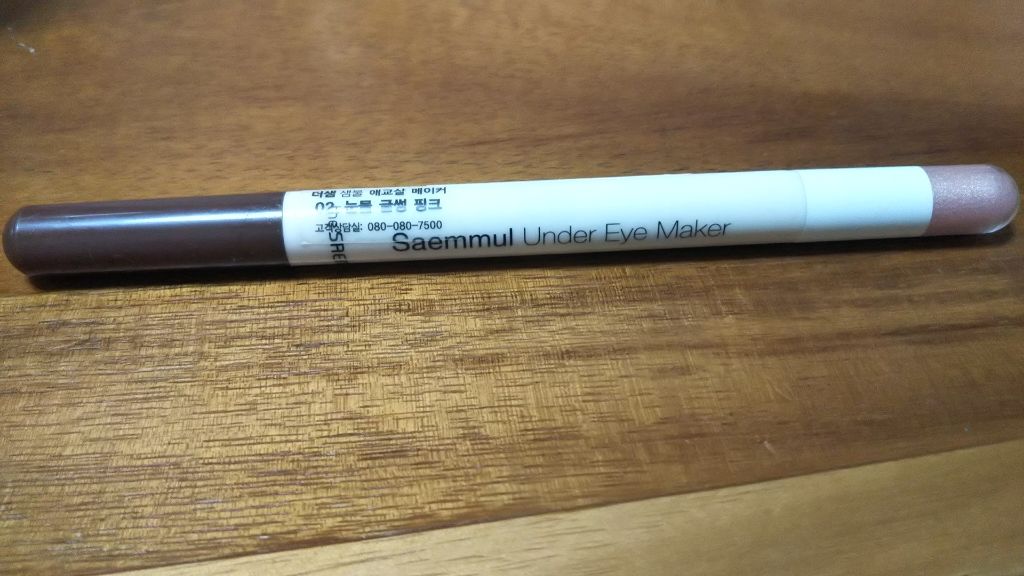 더샘 샘물 애교살 메이커
02. 눈물 글썽 핑크
고객상담실: 080-080-7500
Saemmul Under Eye Maker